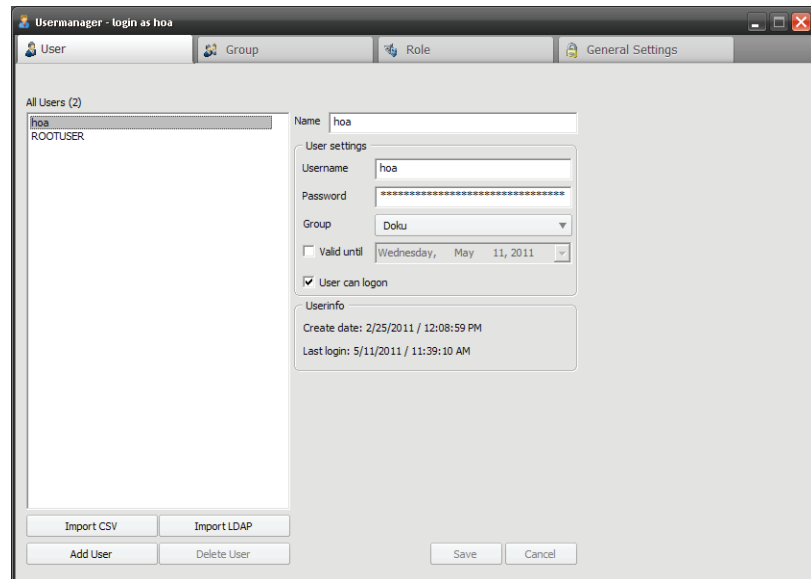 Usermanager - login as hoa
User
Group
Role
General Settings
All Users (2)
hoa
ROOTUSER
Name hoa
User settings
Username hoa
Password ********************************
Group Doku
Valid until Wednesday, May 11, 2011
User can logon
Userinfo
Create date: 2/25/2011 / 12:08:59 PM
Last login: 5/11/2011 / 11:39:10 AM
Import CSV Import LDAP
Add User Delete User Save Cancel